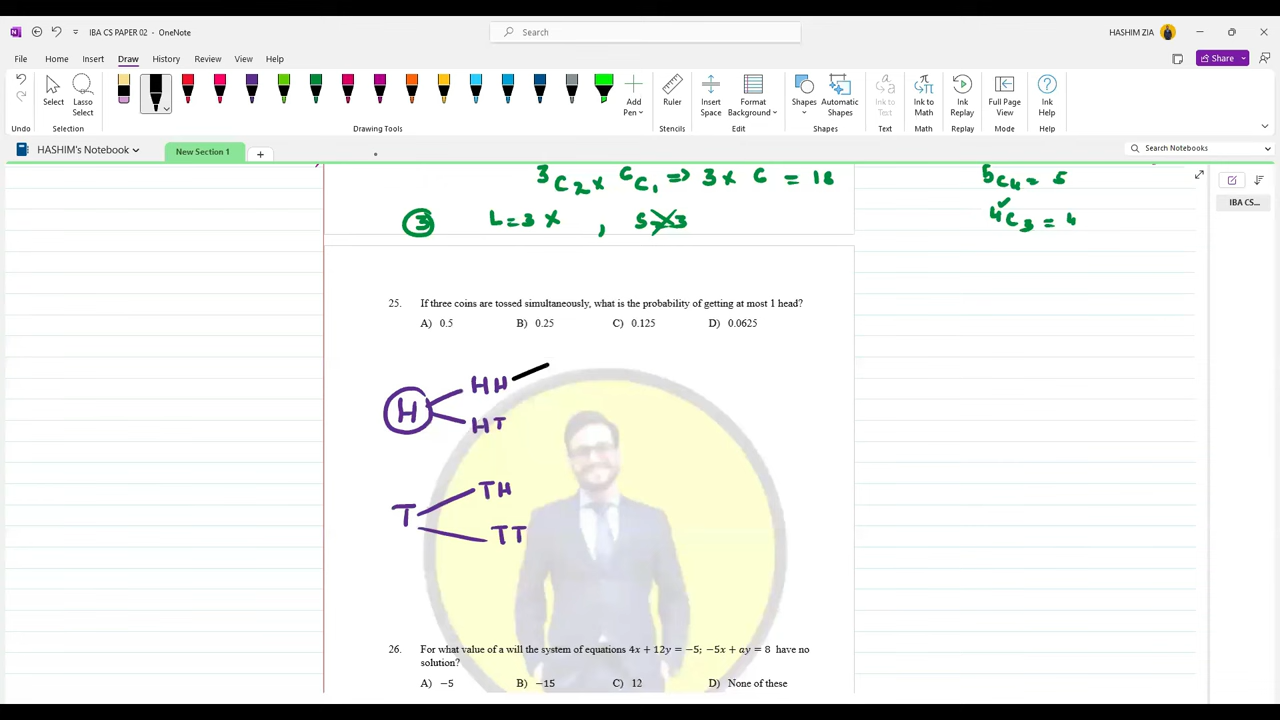 IBA CS PAPER 02 - OneNote
Search
HASHIM ZIA
File Home Insert Draw History Review View Help
Share
Undo
Select
Lasso Select
Selection
Drawing Tools
Add Pen
Ruler
Stencils
Insert Space
Format Background
Edit
Shapes
Automatic Shapes
Shapes
Ink to Text
Text
Ink to Math
Math
Ink Replay
Replay
Full Page View
Mode
Ink Help
Help
HASHIM's Notebook
New Section 1
+
Search Notebooks
IBA CS...
³C₂ x ⁶C₁ => 3 x 6 = 18
⁵C₄ = 5
③ L=3 X ,
⁴C₃ = 4
25. If three coins are tossed simultaneously, what is the probability of getting at most 1 head?
A) 0.5 B) 0.25 C) 0.125 D) 0.0625
H
HH
HT
T
TH
TT
26. For what value of a will the system of equations 4x + 12y = −5; −5x + ay = 8 have no
solution?
A) −5 B) −15 C) 12 D) None of these